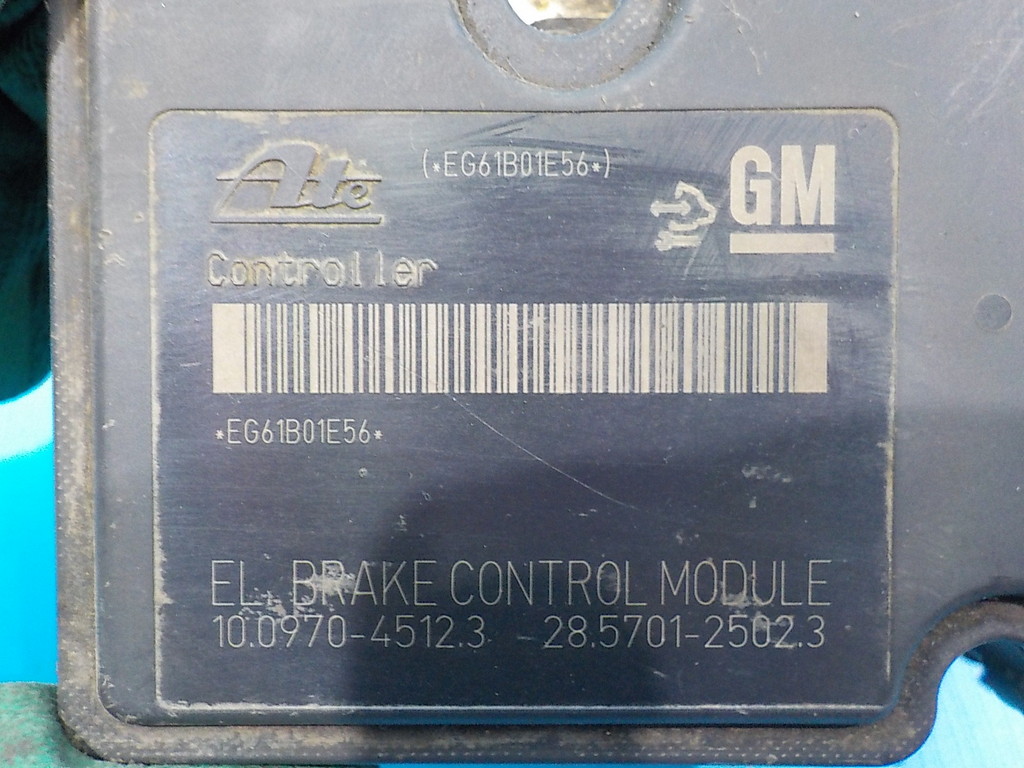 Ate
(*EG61B01E56*)
GM
Controller
*EG61B01E56*
EL. BRAKE CONTROL MODULE
10.0970-4512.3 28.5701-2502.3